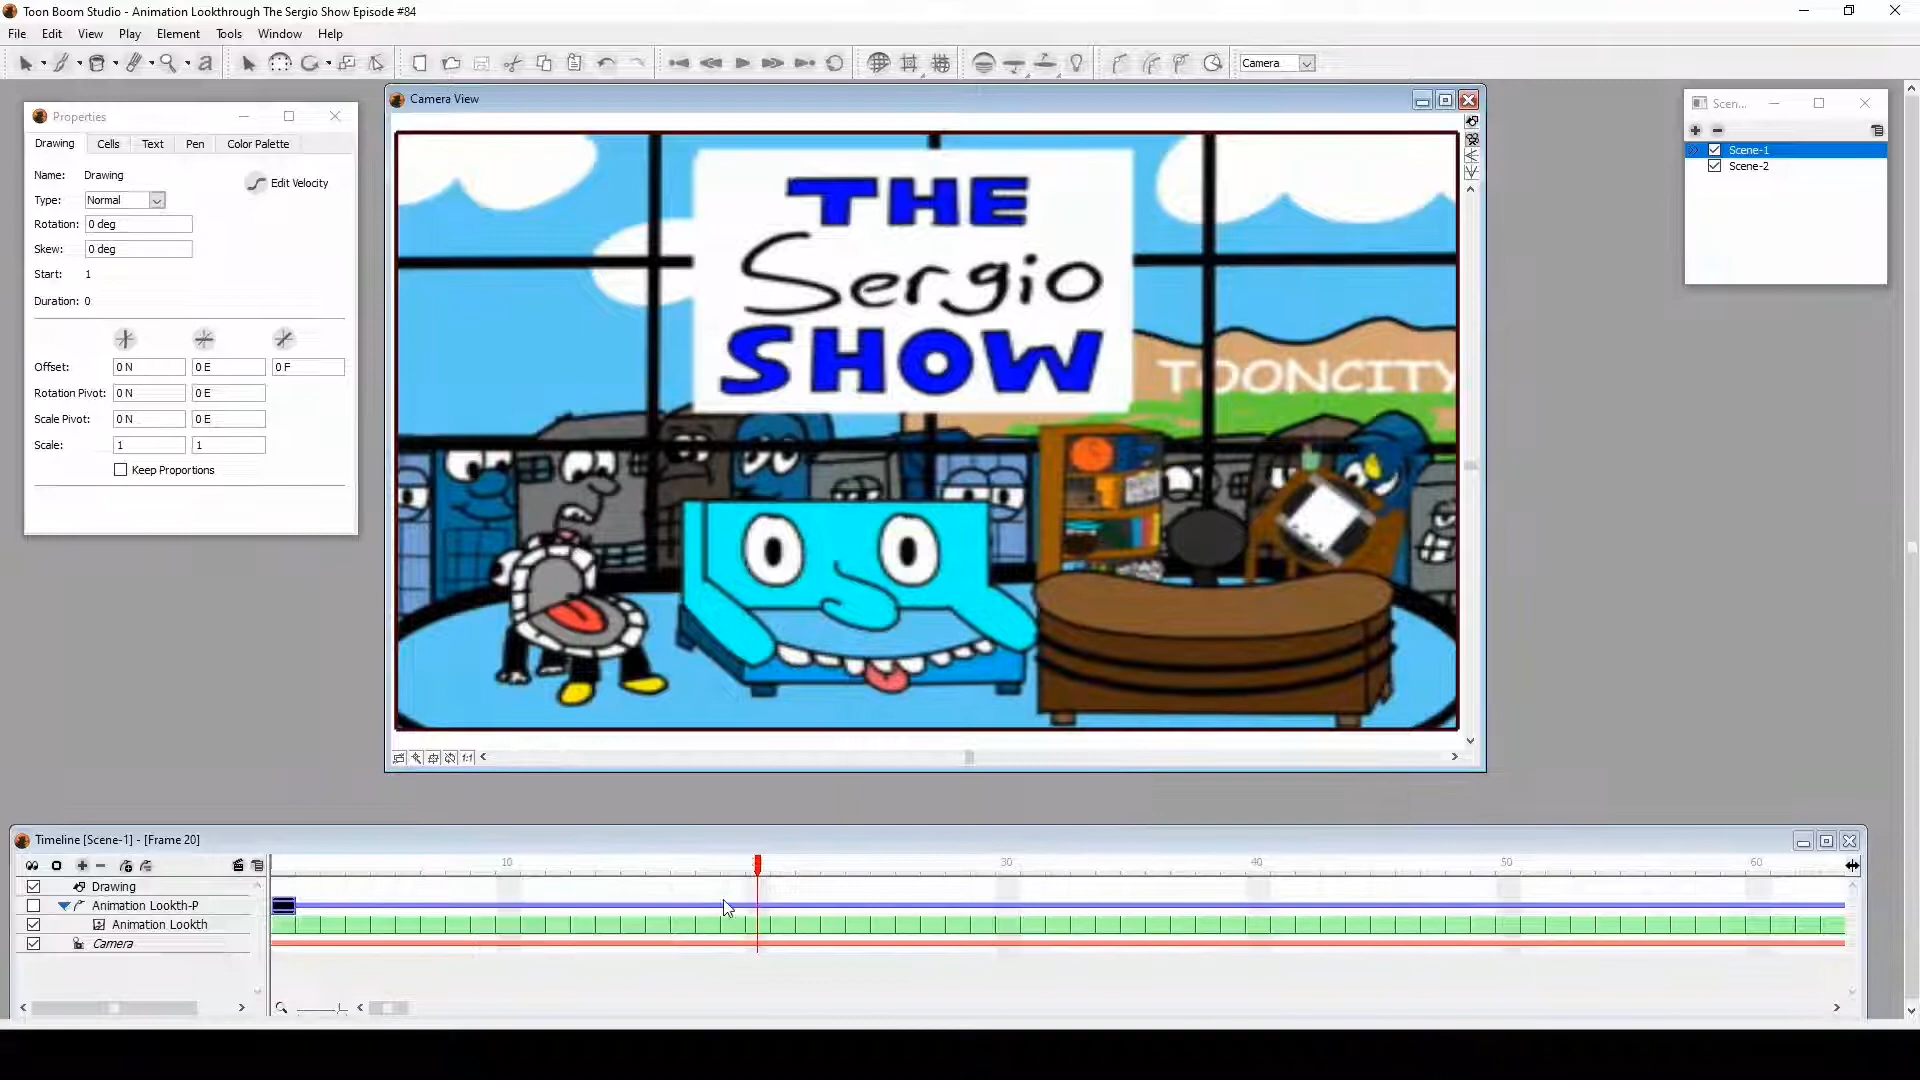 Toon Boom Studio - Animation Lookthrough The Sergio Show Episode #84
File Edit View Play Element Tools Window Help
Camera
Properties
Drawing Cells Text Pen Color Palette
Name: Drawing
Edit Velocity
Type: Normal
Rotation: 0 deg
Skew: 0 deg
Start: 1
Duration: 0
Offset: 0 N 0 E 0 F
Rotation Pivot: 0 N 0 E
Scale Pivot: 0 N 0 E
Scale: 1 1
Keep Proportions
Camera View
THE
Sergio
SHOW
TOONCITY
1:1
Scen...
Scene-1
Scene-2
Timeline [Scene-1] - [Frame 20]
10 30 40 50 60
Drawing
Animation Lookth-P
Animation Lookth
Camera